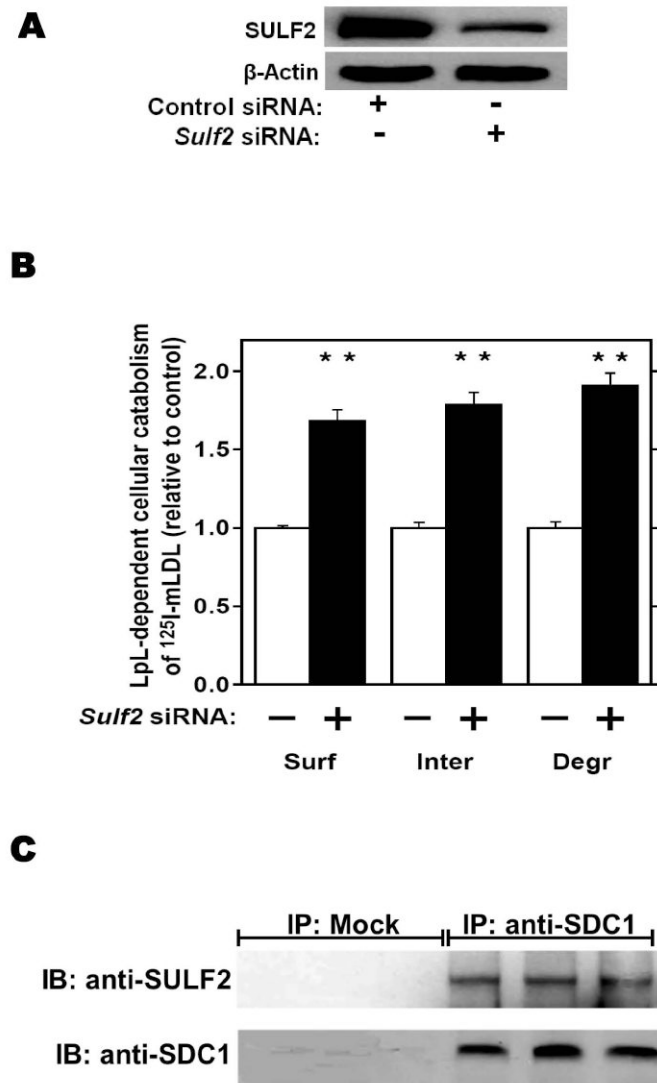 A
SULF2
β-Actin
Control siRNA: + -
Sulf2 siRNA: - +
B
LpL-dependent cellular catabolism
of ¹²⁵I-mLDL (relative to control)
** ** **
2.0
1.5
1.0
0.5
0.0
Sulf2 siRNA: − + − + − +
Surf Inter Degr
C
IP: Mock IP: anti-SDC1
IB: anti-SULF2
IB: anti-SDC1